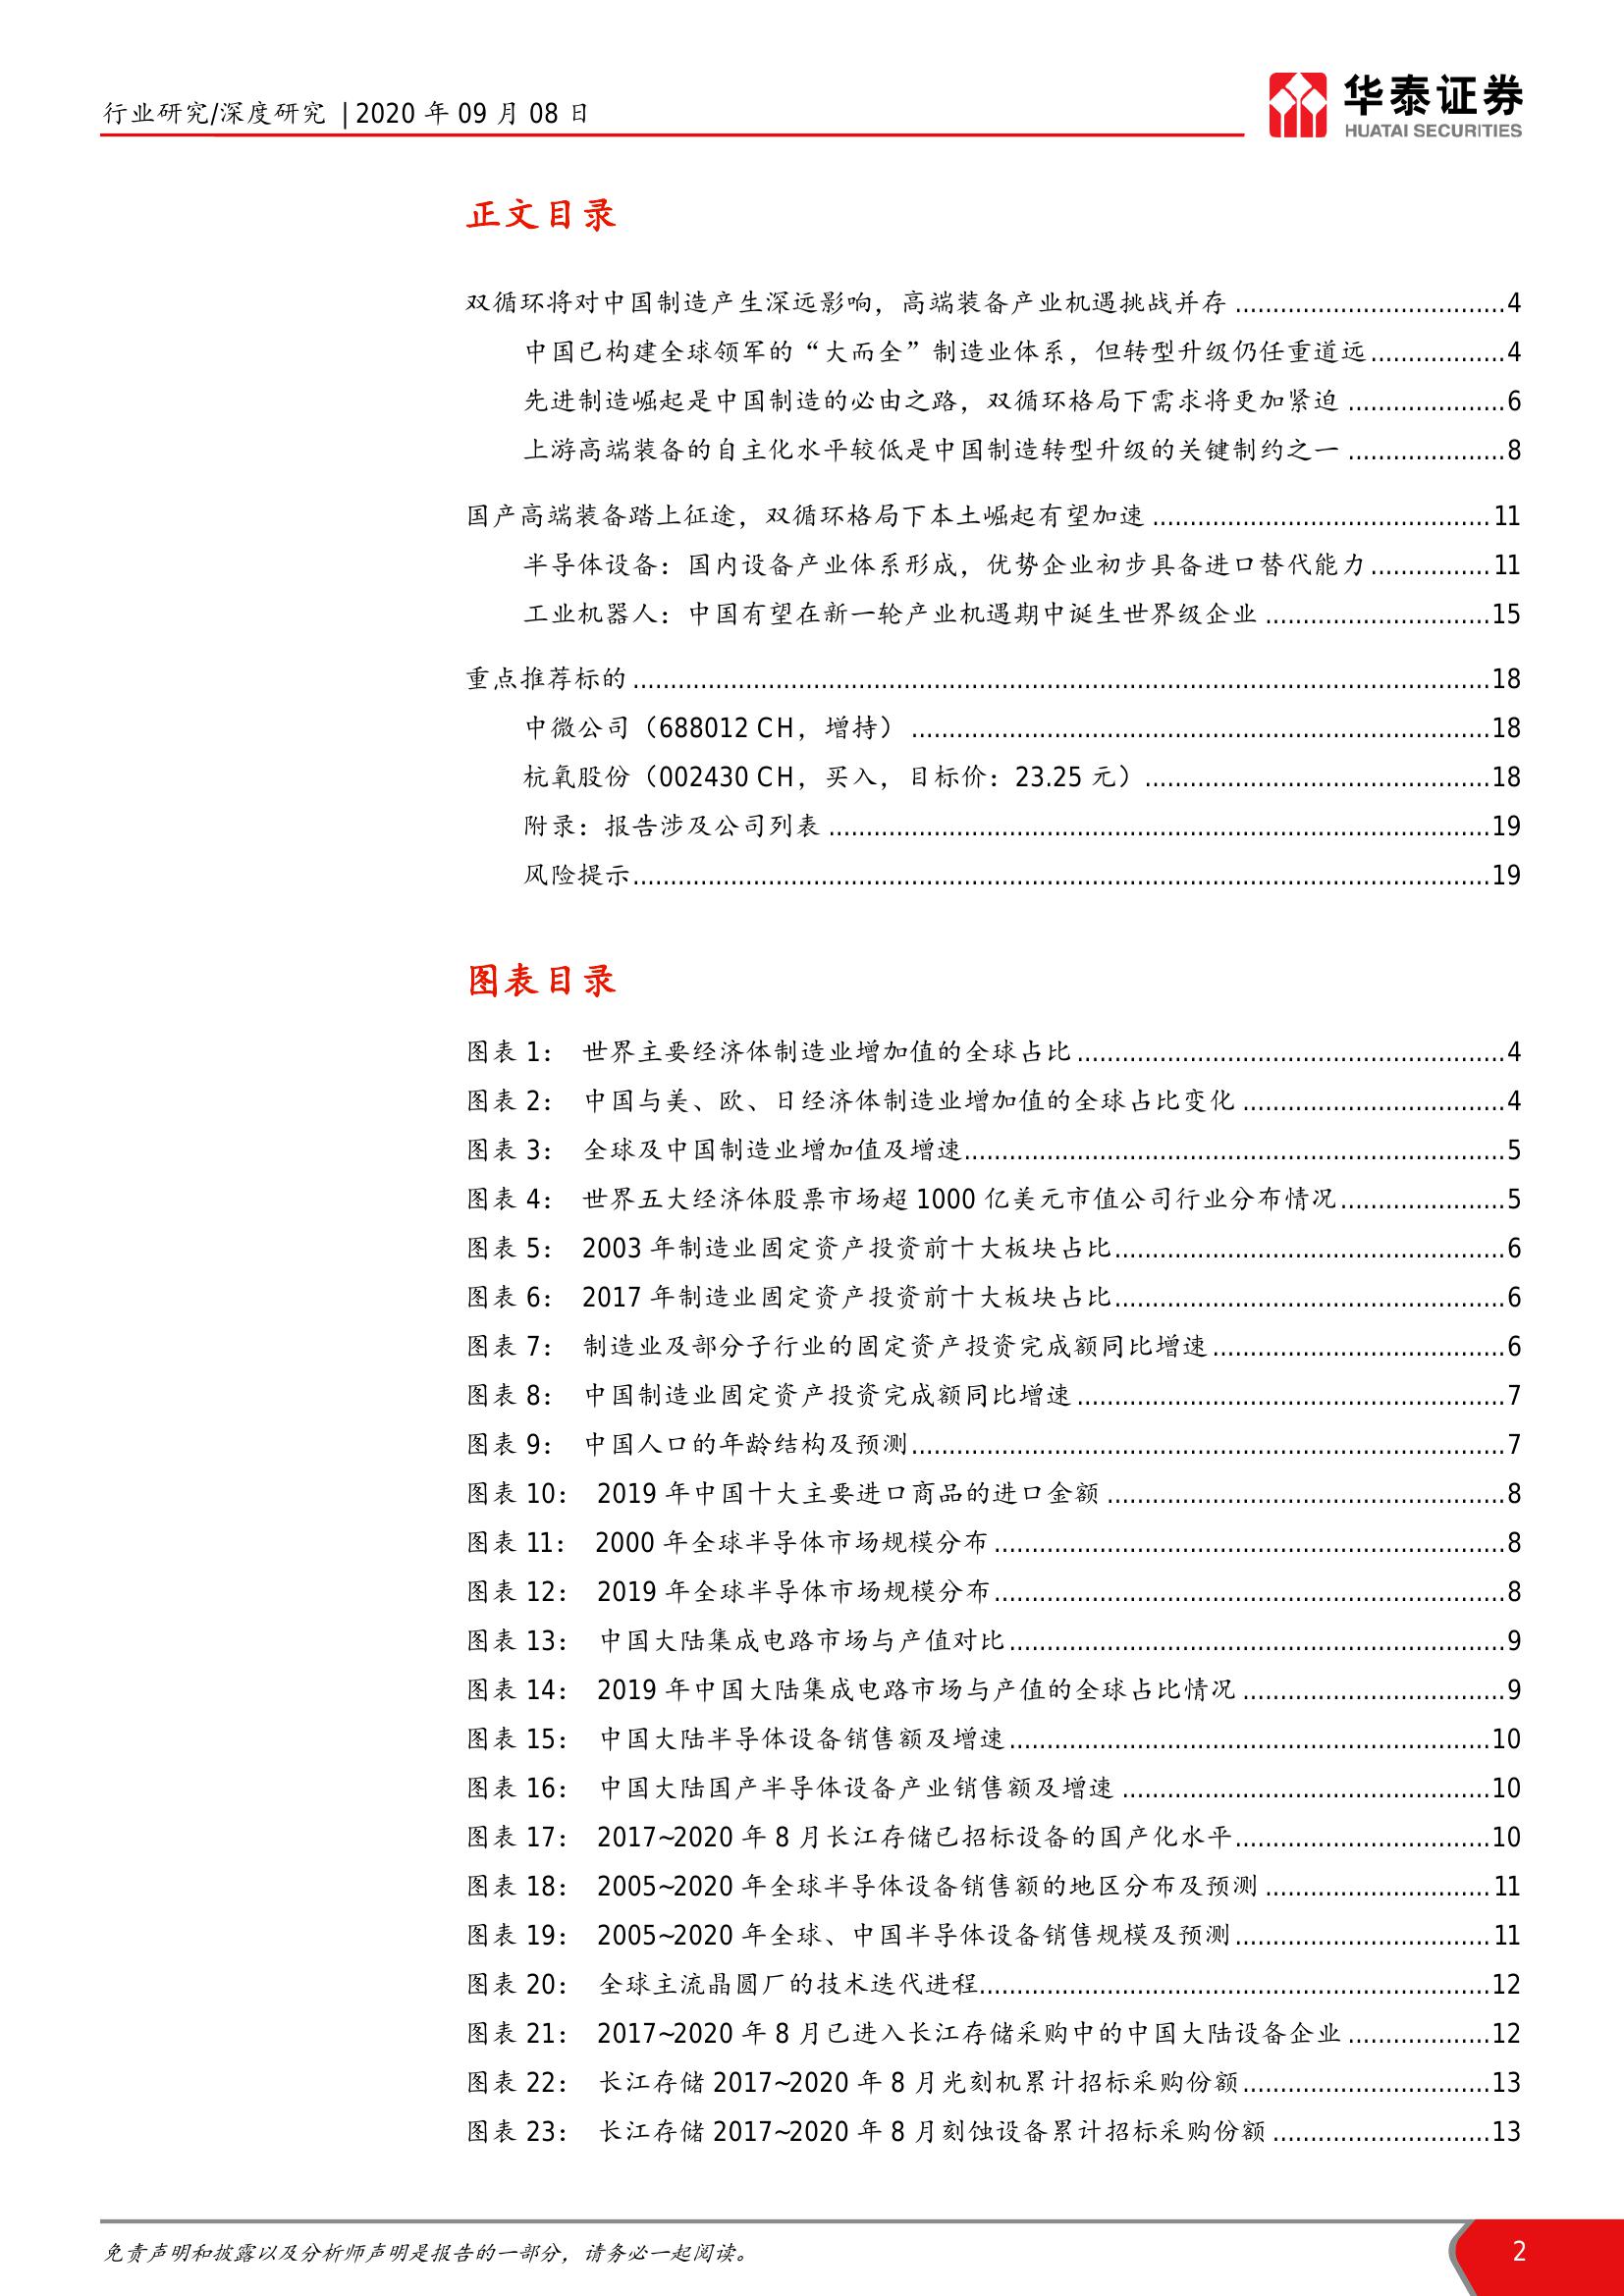 行业研究/深度研究 | 2020 年 09 月 08 日
华泰证券
HUATAI SECURITIES
正文目录
双循环将对中国制造产生深远影响，高端装备产业机遇挑战并存 ....................................4
中国已构建全球领军的“大而全”制造业体系，但转型升级仍任重道远................4
先进制造崛起是中国制造的必由之路，双循环格局下需求将更加紧迫 .....................6
上游高端装备的自主化水平较低是中国制造转型升级的关键制约之一 .....................8
国产高端装备踏上征途，双循环格局下本土崛起有望加速 .............................................11
半导体设备：国内设备产业体系形成，优势企业初步具备进口替代能力................11
工业机器人：中国有望在新一轮产业机遇期中诞生世界级企业 ..............................15
重点推荐标的 ...................................................................................................................18
中微公司（688012 CH，增持） ..............................................................................18
杭氧股份（002430 CH，买入，目标价：23.25 元） ..............................................18
附录：报告涉及公司列表 ........................................................................................19
风险提示...................................................................................................................19
图表目录
图表 1： 世界主要经济体制造业增加值的全球占比 .........................................................4
图表 2： 中国与美、欧、日经济体制造业增加值的全球占比变化 ...................................4
图表 3： 全球及中国制造业增加值及增速.........................................................................5
图表 4： 世界五大经济体股票市场超 1000 亿美元市值公司行业分布情况......................5
图表 5： 2003 年制造业固定资产投资前十大板块占比....................................................6
图表 6： 2017 年制造业固定资产投资前十大板块占比....................................................6
图表 7： 制造业及部分子行业的固定资产投资完成额同比增速.......................................6
图表 8： 中国制造业固定资产投资完成额同比增速 .........................................................7
图表 9： 中国人口的年龄结构及预测...............................................................................7
图表 10： 2019 年中国十大主要进口商品的进口金额 .....................................................8
图表 11： 2000 年全球半导体市场规模分布 ....................................................................8
图表 12： 2019 年全球半导体市场规模分布....................................................................8
图表 13： 中国大陆集成电路市场与产值对比..................................................................9
图表 14： 2019 年中国大陆集成电路市场与产值的全球占比情况 ...................................9
图表 15： 中国大陆半导体设备销售额及增速................................................................10
图表 16： 中国大陆国产半导体设备产业销售额及增速 .................................................10
图表 17： 2017~2020 年 8 月长江存储已招标设备的国产化水平..................................10
图表 18： 2005~2020 年全球半导体设备销售额的地区分布及预测 ..............................11
图表 19： 2005~2020 年全球、中国半导体设备销售规模及预测..................................11
图表 20： 全球主流晶圆厂的技术迭代进程....................................................................12
图表 21： 2017~2020 年 8 月已进入长江存储采购中的中国大陆设备企业 ...................12
图表 22： 长江存储 2017~2020 年 8 月光刻机累计招标采购份额.................................13
图表 23： 长江存储 2017~2020 年 8 月刻蚀设备累计招标采购份额 .............................13
免责声明和披露以及分析师声明是报告的一部分，请务必一起阅读。
2